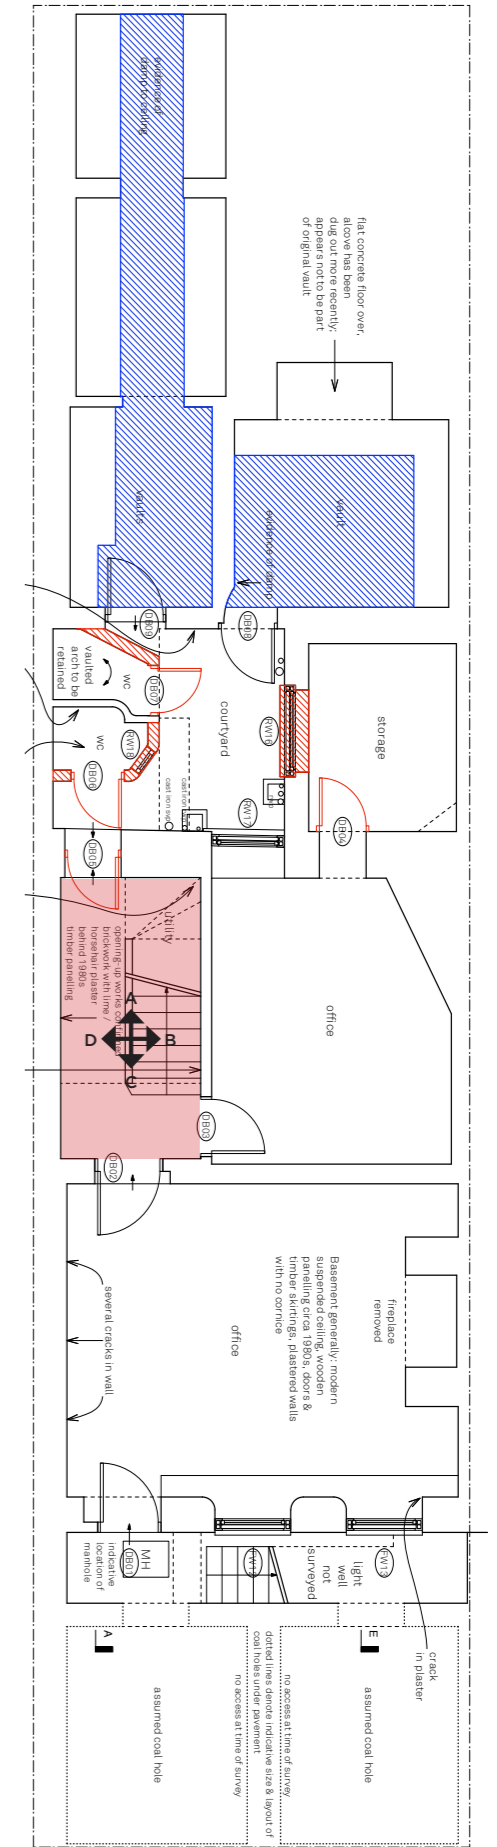 evidence of
damp to ceiling
flat concrete floor over,
alcove has been
dug out more recently;
appears not to be part
of original vault
vaults
vault
evidence of damp
DB09
DB08
vaulted
arch to be
retained
WC
DB07
courtyard
RW16
storage
WC
RW18
DB06
cast iron svp
RW17
DB04
DB05
utility
opening-up works confirmed
brickwork with lime /
horsehair plaster
behind 1980s
timber panelling
A
B
C
D
office
DB03
DB02
several cracks in wall
office
Basement generally: modern
suspended ceiling, wooden
panelling circa 1980s, doors &
timber skirtings, plastered walls
with no cornice
fireplace
removed
indicative
location of
manhole
MH
DB01
FW12
light
well
not
surveyed
FW13
crack
in plaster
A
E
assumed coal hole
no access at time of survey
dotted lines denote indicative size & layout of
coal holes under pavement
no access at time of survey
assumed coal hole